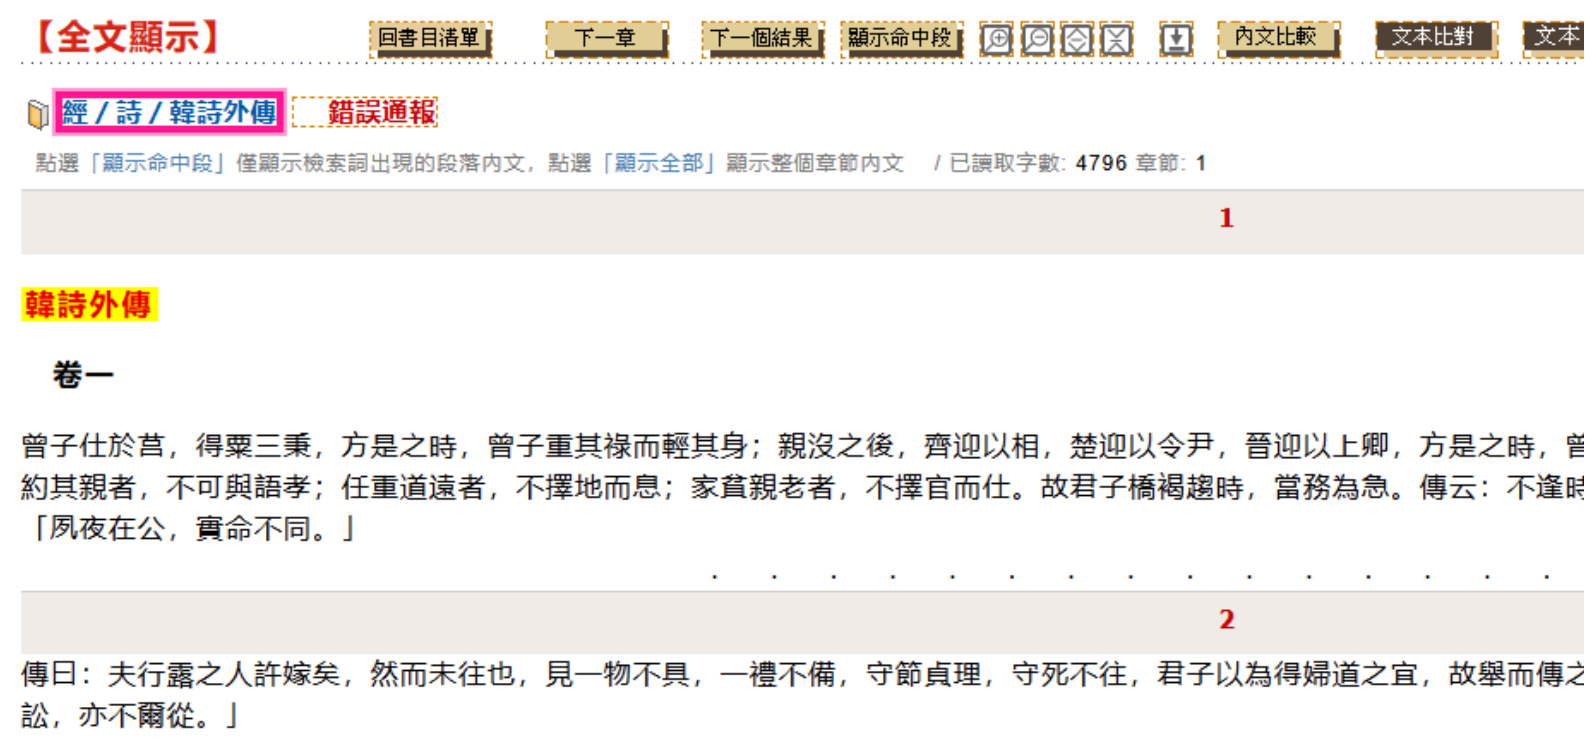 【全文顯示】 回書目清單 下一章 下一個結果 顯示命中段 內文比較 文本比對 文本
經 / 詩 / 韓詩外傳 錯誤通報
點選「顯示命中段」僅顯示檢索詞出現的段落內文，點選「顯示全部」顯示整個章節內文 / 已讀取字數: 4796 章節: 1
1
韓詩外傳
卷一
曾子仕於莒，得粟三秉，方是之時，曾子重其祿而輕其身；親沒之後，齊迎以相，楚迎以令尹，晉迎以上卿，方是之時，曾
約其親者，不可與語孝；任重道遠者，不擇地而息；家貧親老者，不擇官而仕。故君子橋褐趨時，當務為急。傳云：不逢時
「夙夜在公，實命不同。」
. . . . . . . . . . . . . . .
2
傳曰：夫行露之人許嫁矣，然而未往也，見一物不具，一禮不備，守節貞理，守死不往，君子以為得婦道之宜，故舉而傳之
訟，亦不爾從。」